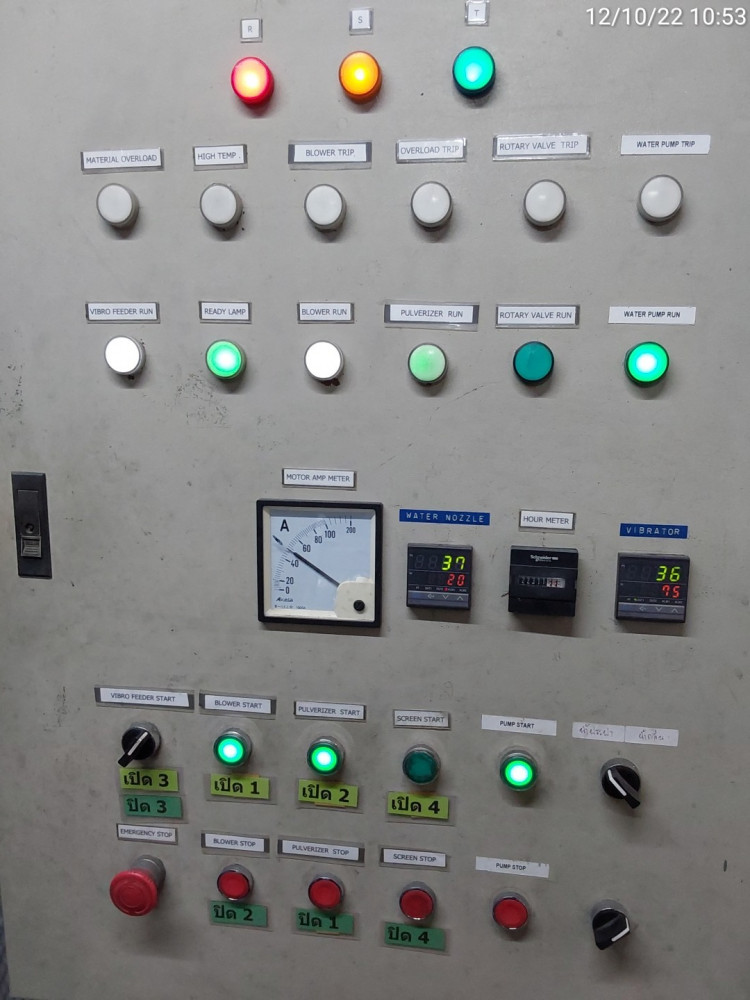 12/10/22 10:53
R
S
T
MATERIAL OVERLOAD
HIGH TEMP.
BLOWER TRIP.
OVERLOAD TRIP
ROTARY VALVE TRIP
WATER PUMP TRIP
VIBRO FEEDER RUN
READY LAMP
BLOWER RUN
PULVERIZER RUN
ROTARY VALVE RUN
WATER PUMP RUN
MOTOR AMP METER
A
0
20
40
60
80
100
200
WATER NOZZLE
37
20
HOUR METER
Schneider
VIBRATOR
36
75
VIBRO FEEDER START
BLOWER START
PULVERIZER START
SCREEN START
PUMP START
เปิด 3
เปิด 1
เปิด 2
เปิด 4
ปิด 3
EMERGENCY STOP
BLOWER STOP
PULVERIZER STOP
SCREEN STOP
PUMP STOP
ปิด 2
ปิด 1
ปิด 4